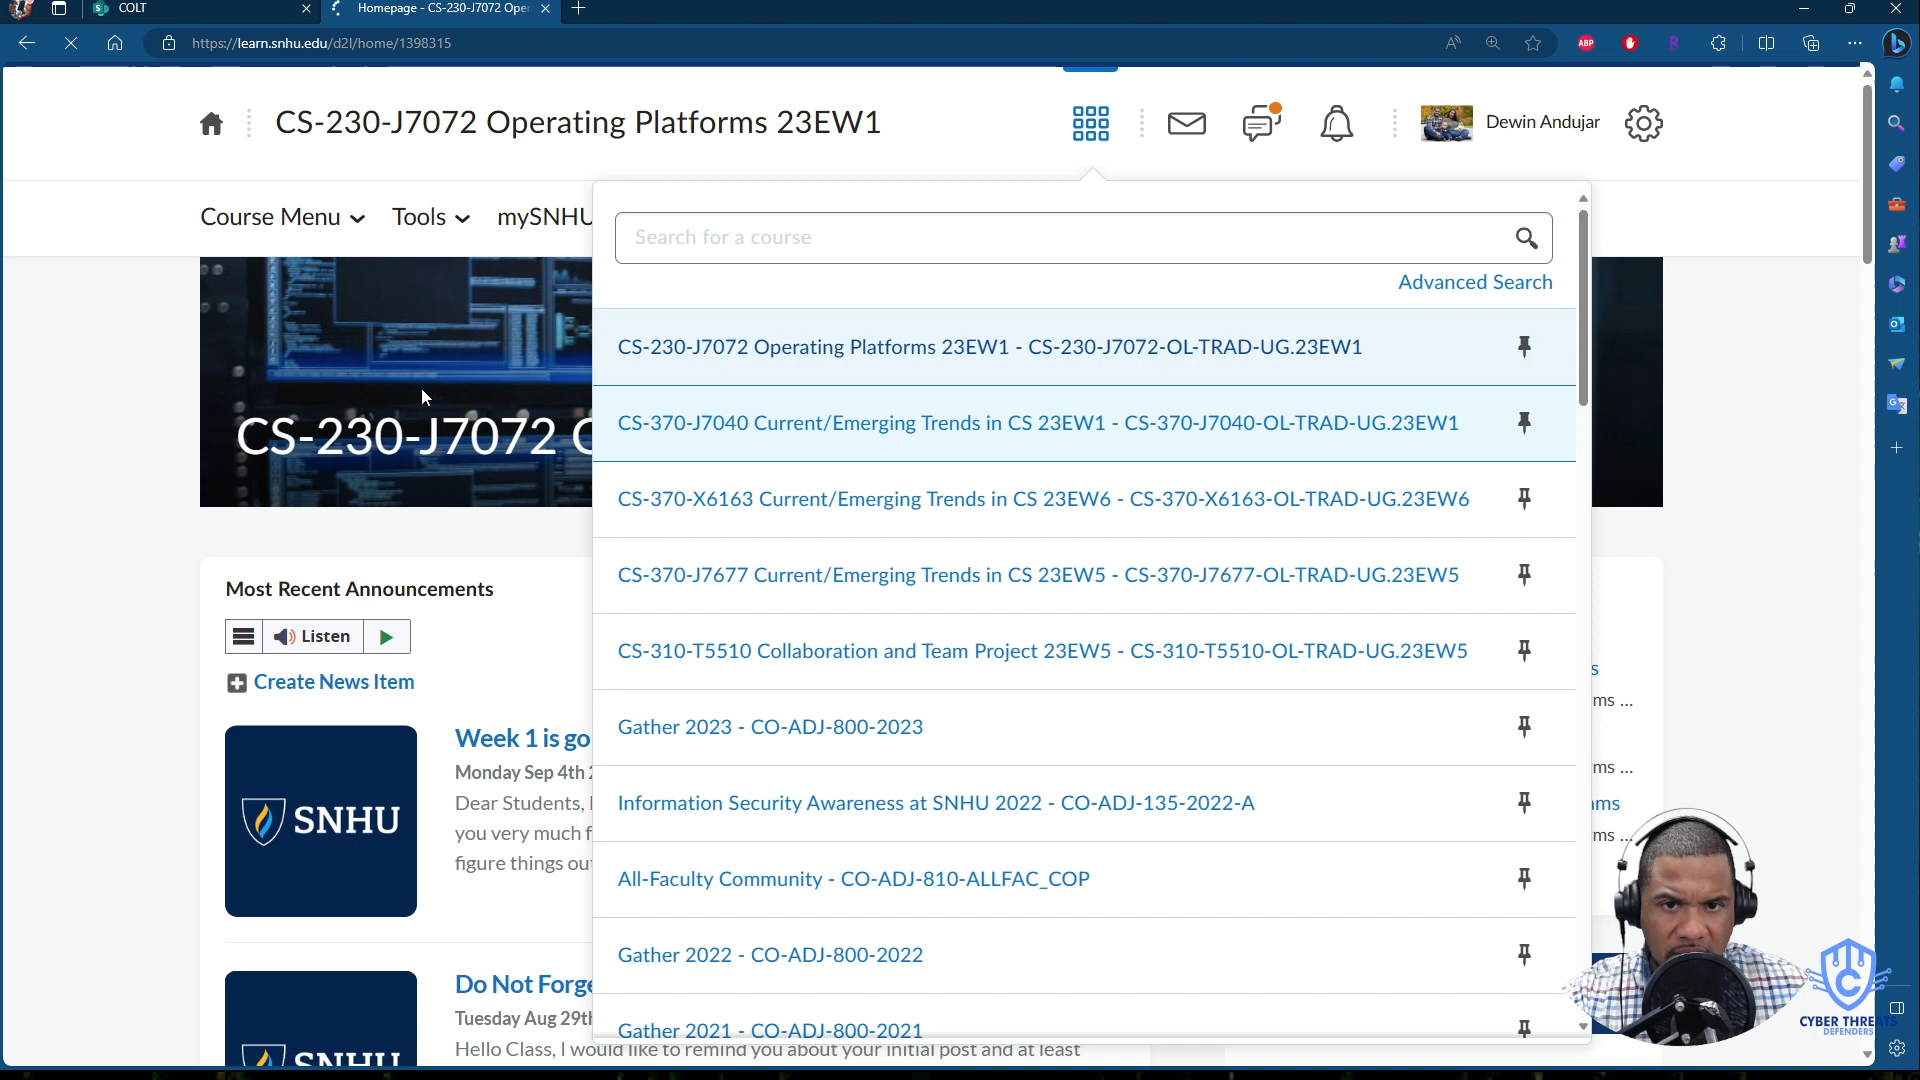 COLT
Homepage - CS-230-J7072 Oper
https://learn.snhu.edu/d2l/home/1398315
ABP
CS-230-J7072 Operating Platforms 23EW1
Dewin Andujar
Course Menu
Tools
mySNHU
Search for a course
Advanced Search
CS-230-J7072 Operating Platforms 23EW1 - CS-230-J7072-OL-TRAD-UG.23EW1
CS-370-J7040 Current/Emerging Trends in CS 23EW1 - CS-370-J7040-OL-TRAD-UG.23EW1
CS-370-X6163 Current/Emerging Trends in CS 23EW6 - CS-370-X6163-OL-TRAD-UG.23EW6
CS-370-J7677 Current/Emerging Trends in CS 23EW5 - CS-370-J7677-OL-TRAD-UG.23EW5
CS-310-T5510 Collaboration and Team Project 23EW5 - CS-310-T5510-OL-TRAD-UG.23EW5
Gather 2023 - CO-ADJ-800-2023
Information Security Awareness at SNHU 2022 - CO-ADJ-135-2022-A
All-Faculty Community - CO-ADJ-810-ALLFAC_COP
Gather 2022 - CO-ADJ-800-2022
Gather 2021 - CO-ADJ-800-2021
CS-230-J7072
Most Recent Announcements
Listen
Create News Item
SNHU
Week 1 is go
Monday Sep 4th
Dear Students,
you very much f
figure things ou
SNHU
Do Not Forge
Tuesday Aug 29th
Hello Class, I would like to remind you about your initial post and at least
s
ms ...
ms ...
ms
ms ...
CYBER THREATS
DEFENDERS